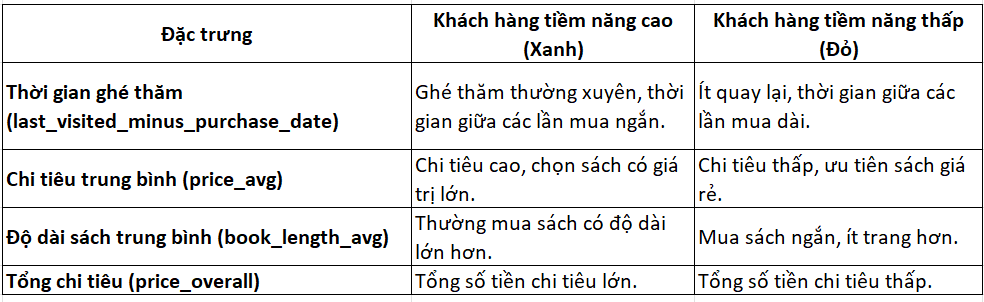 Đặc trưng
Khách hàng tiềm năng cao
(Xanh)
Khách hàng tiềm năng thấp
(Đỏ)
Thời gian ghé thăm
(last_visited_minus_purchase_date)
Ghé thăm thường xuyên, thời
gian giữa các lần mua ngắn.
Ít quay lại, thời gian giữa các
lần mua dài.
Chi tiêu trung bình (price_avg)
Chi tiêu cao, chọn sách có giá
trị lớn.
Chi tiêu thấp, ưu tiên sách giá
rẻ.
Độ dài sách trung bình (book_length_avg)
Thường mua sách có độ dài
lớn hơn.
Mua sách ngắn, ít trang hơn.
Tổng chi tiêu (price_overall)
Tổng số tiền chi tiêu lớn.
Tổng số tiền chi tiêu thấp.